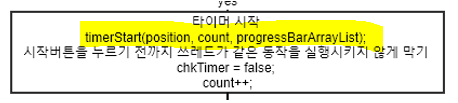 yes
타이머 시작
timerStart(position, count, progressBarArrayList);
시작버튼을 누르기 전까지 쓰레드가 같은 동작을 실행시키지 않게 막기
chkTimer = false;
count++;